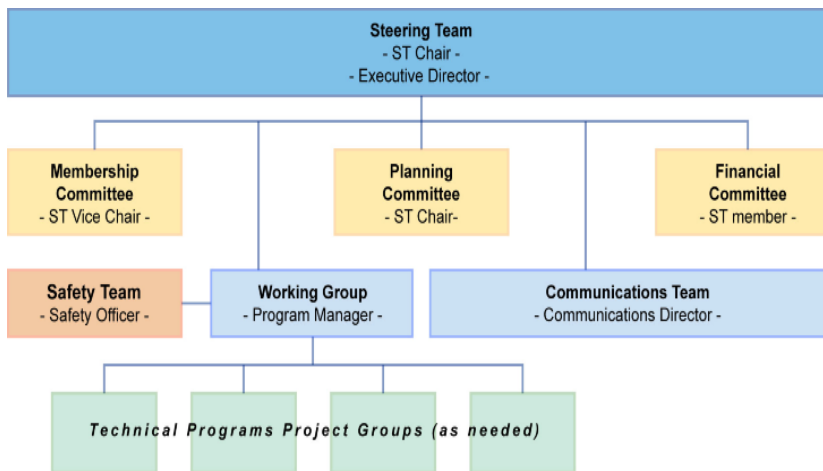 Steering Team
- ST Chair -
- Executive Director -
Membership
Committee
- ST Vice Chair -
Planning
Committee
- ST Chair-
Financial
Committee
- ST member -
Safety Team
- Safety Officer -
Working Group
- Program Manager -
Communications Team
- Communications Director -
Technical Programs Project Groups (as needed)